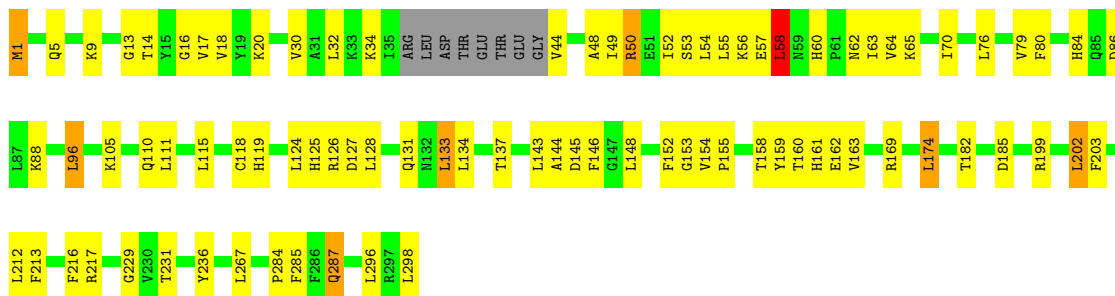 M1 Q5 K9 G13 T14 Y15 G16 V17 V18 Y19 K20 V30 A31 L32 K33 K34 I35 ARG LEU ASP THR GLU THR GLU GLY V44 A48 I49 R50 E51 I52 S53 L54 L55 K56 E57 L58 N59 H60 P61 N62 I63 V64 K65 I70 L76 V79 F80 H84 Q85 D86
L87 K88 L96 K105 Q110 L111 L115 C118 H119 L124 H125 R126 D127 L128 Q131 N132 L133 L134 T137 L143 A144 D145 F146 G147 L148 F152 G153 V154 P155 T158 Y159 T160 H161 E162 V163 R169 L174 T182 D185 R199 L202 F203
L212 F213 F216 R217 G229 V230 T231 Y236 L267 P284 F285 F286 Q287 L296 R297 L298